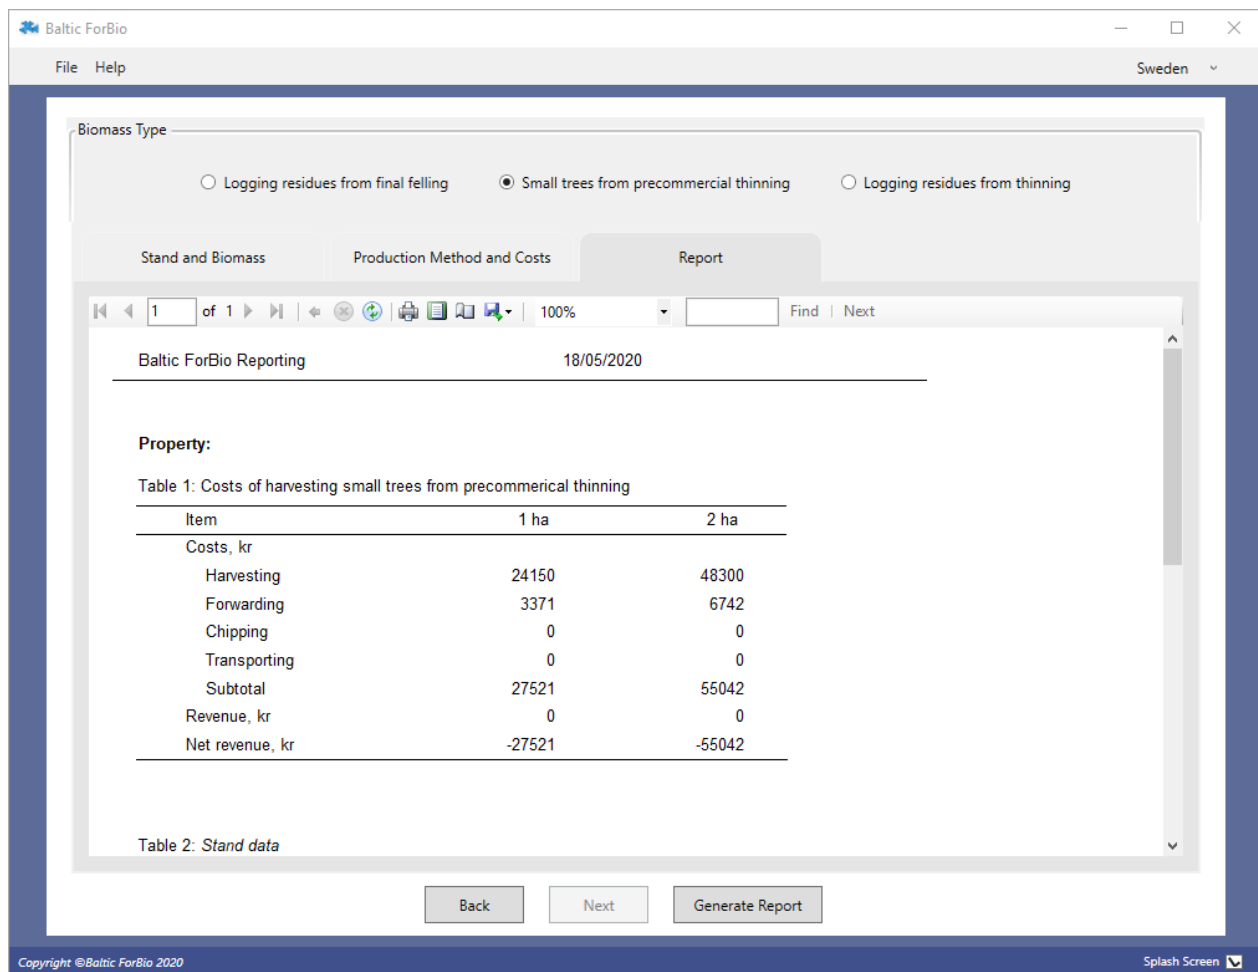 Baltic ForBio
File Help Sweden
Biomass Type
Logging residues from final felling Small trees from precommercial thinning Logging residues from thinning
Stand and Biomass Production Method and Costs Report
1 of 1 100% Find | Next
Baltic ForBio Reporting 18/05/2020
Property:
Table 1: Costs of harvesting small trees from precommerical thinning
Item 1 ha 2 ha
Costs, kr
Harvesting 24150 48300
Forwarding 3371 6742
Chipping 0 0
Transporting 0 0
Subtotal 27521 55042
Revenue, kr 0 0
Net revenue, kr -27521 -55042
Table 2: Stand data
Back Next Generate Report
Copyright ©Baltic ForBio 2020 Splash Screen